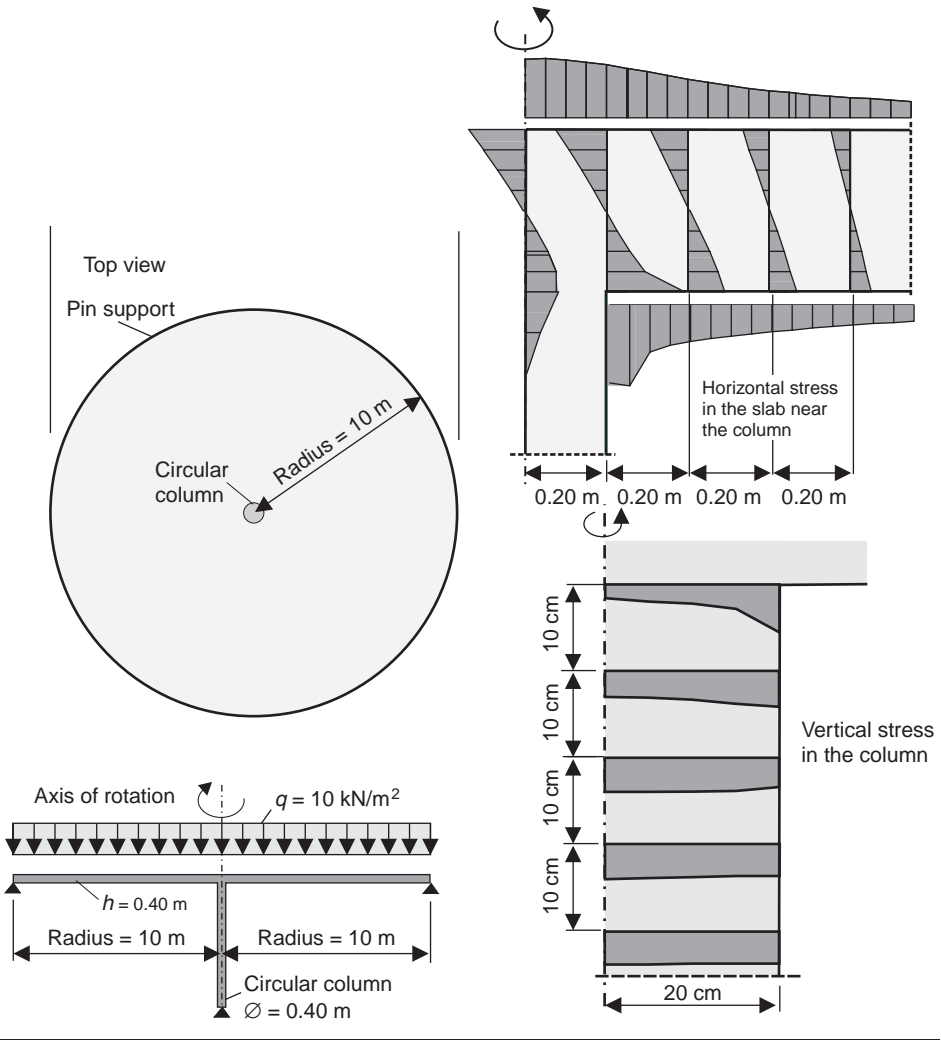 Top view
Pin support
Radius = 10 m
Circular
column
Horizontal stress
in the slab near
the column
0.20 m 0.20 m 0.20 m 0.20 m
10 cm
10 cm
10 cm
10 cm
Vertical stress
in the column
20 cm
Axis of rotation
q = 10 kN/m²
h = 0.40 m
Radius = 10 m Radius = 10 m
Circular column
∅ = 0.40 m